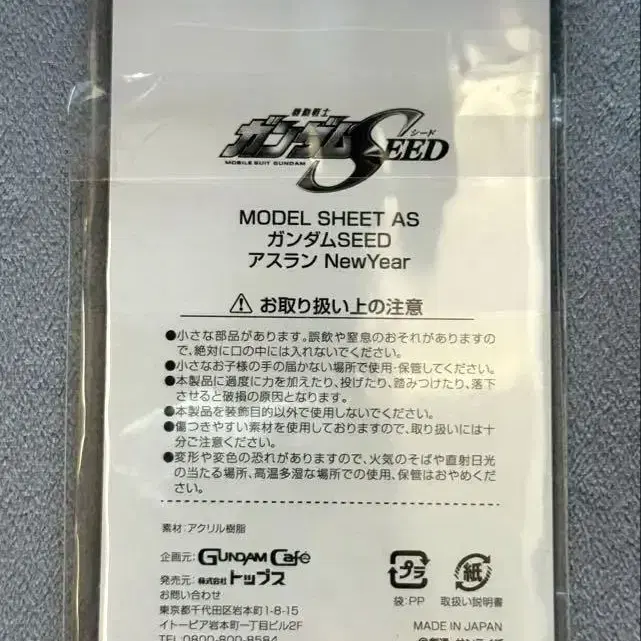 機動戦士
ガンダムSEED
シード
MOBILE SUIT GUNDAM
MODEL SHEET AS
ガンダムSEED
アスラン NewYear
お取り扱い上の注意
●小さな部品があります。誤飲や窒息のおそれがありますの
で、絶対に口の中には入れないでください。
●小さなお子様の手の届かない場所で使用・保管してください。
●本製品に過度に力を加えたり、投げたり、踏みつけたり、落下
させると破損の原因となります。
●本製品を装飾目的以外で使用しないでください。
●傷つきやすい素材を使用しておりますので、取り扱いには十
分ご注意ください。
●変形や変色の恐れがありますので、火気のそばや直射日光
の当たる場所、高温多湿な場所での使用、保管はおやめくだ
さい。
素材:アクリル樹脂
企画元: GUNDAM Café
発売元: 株式会社トップス
お問い合わせ
東京都千代田区岩本町1-8-15
イトーピア岩本町一丁目ビル2F
TEL 0800-800-8584
プラ
袋:PP
紙
取扱い説明書
MADE IN JAPAN